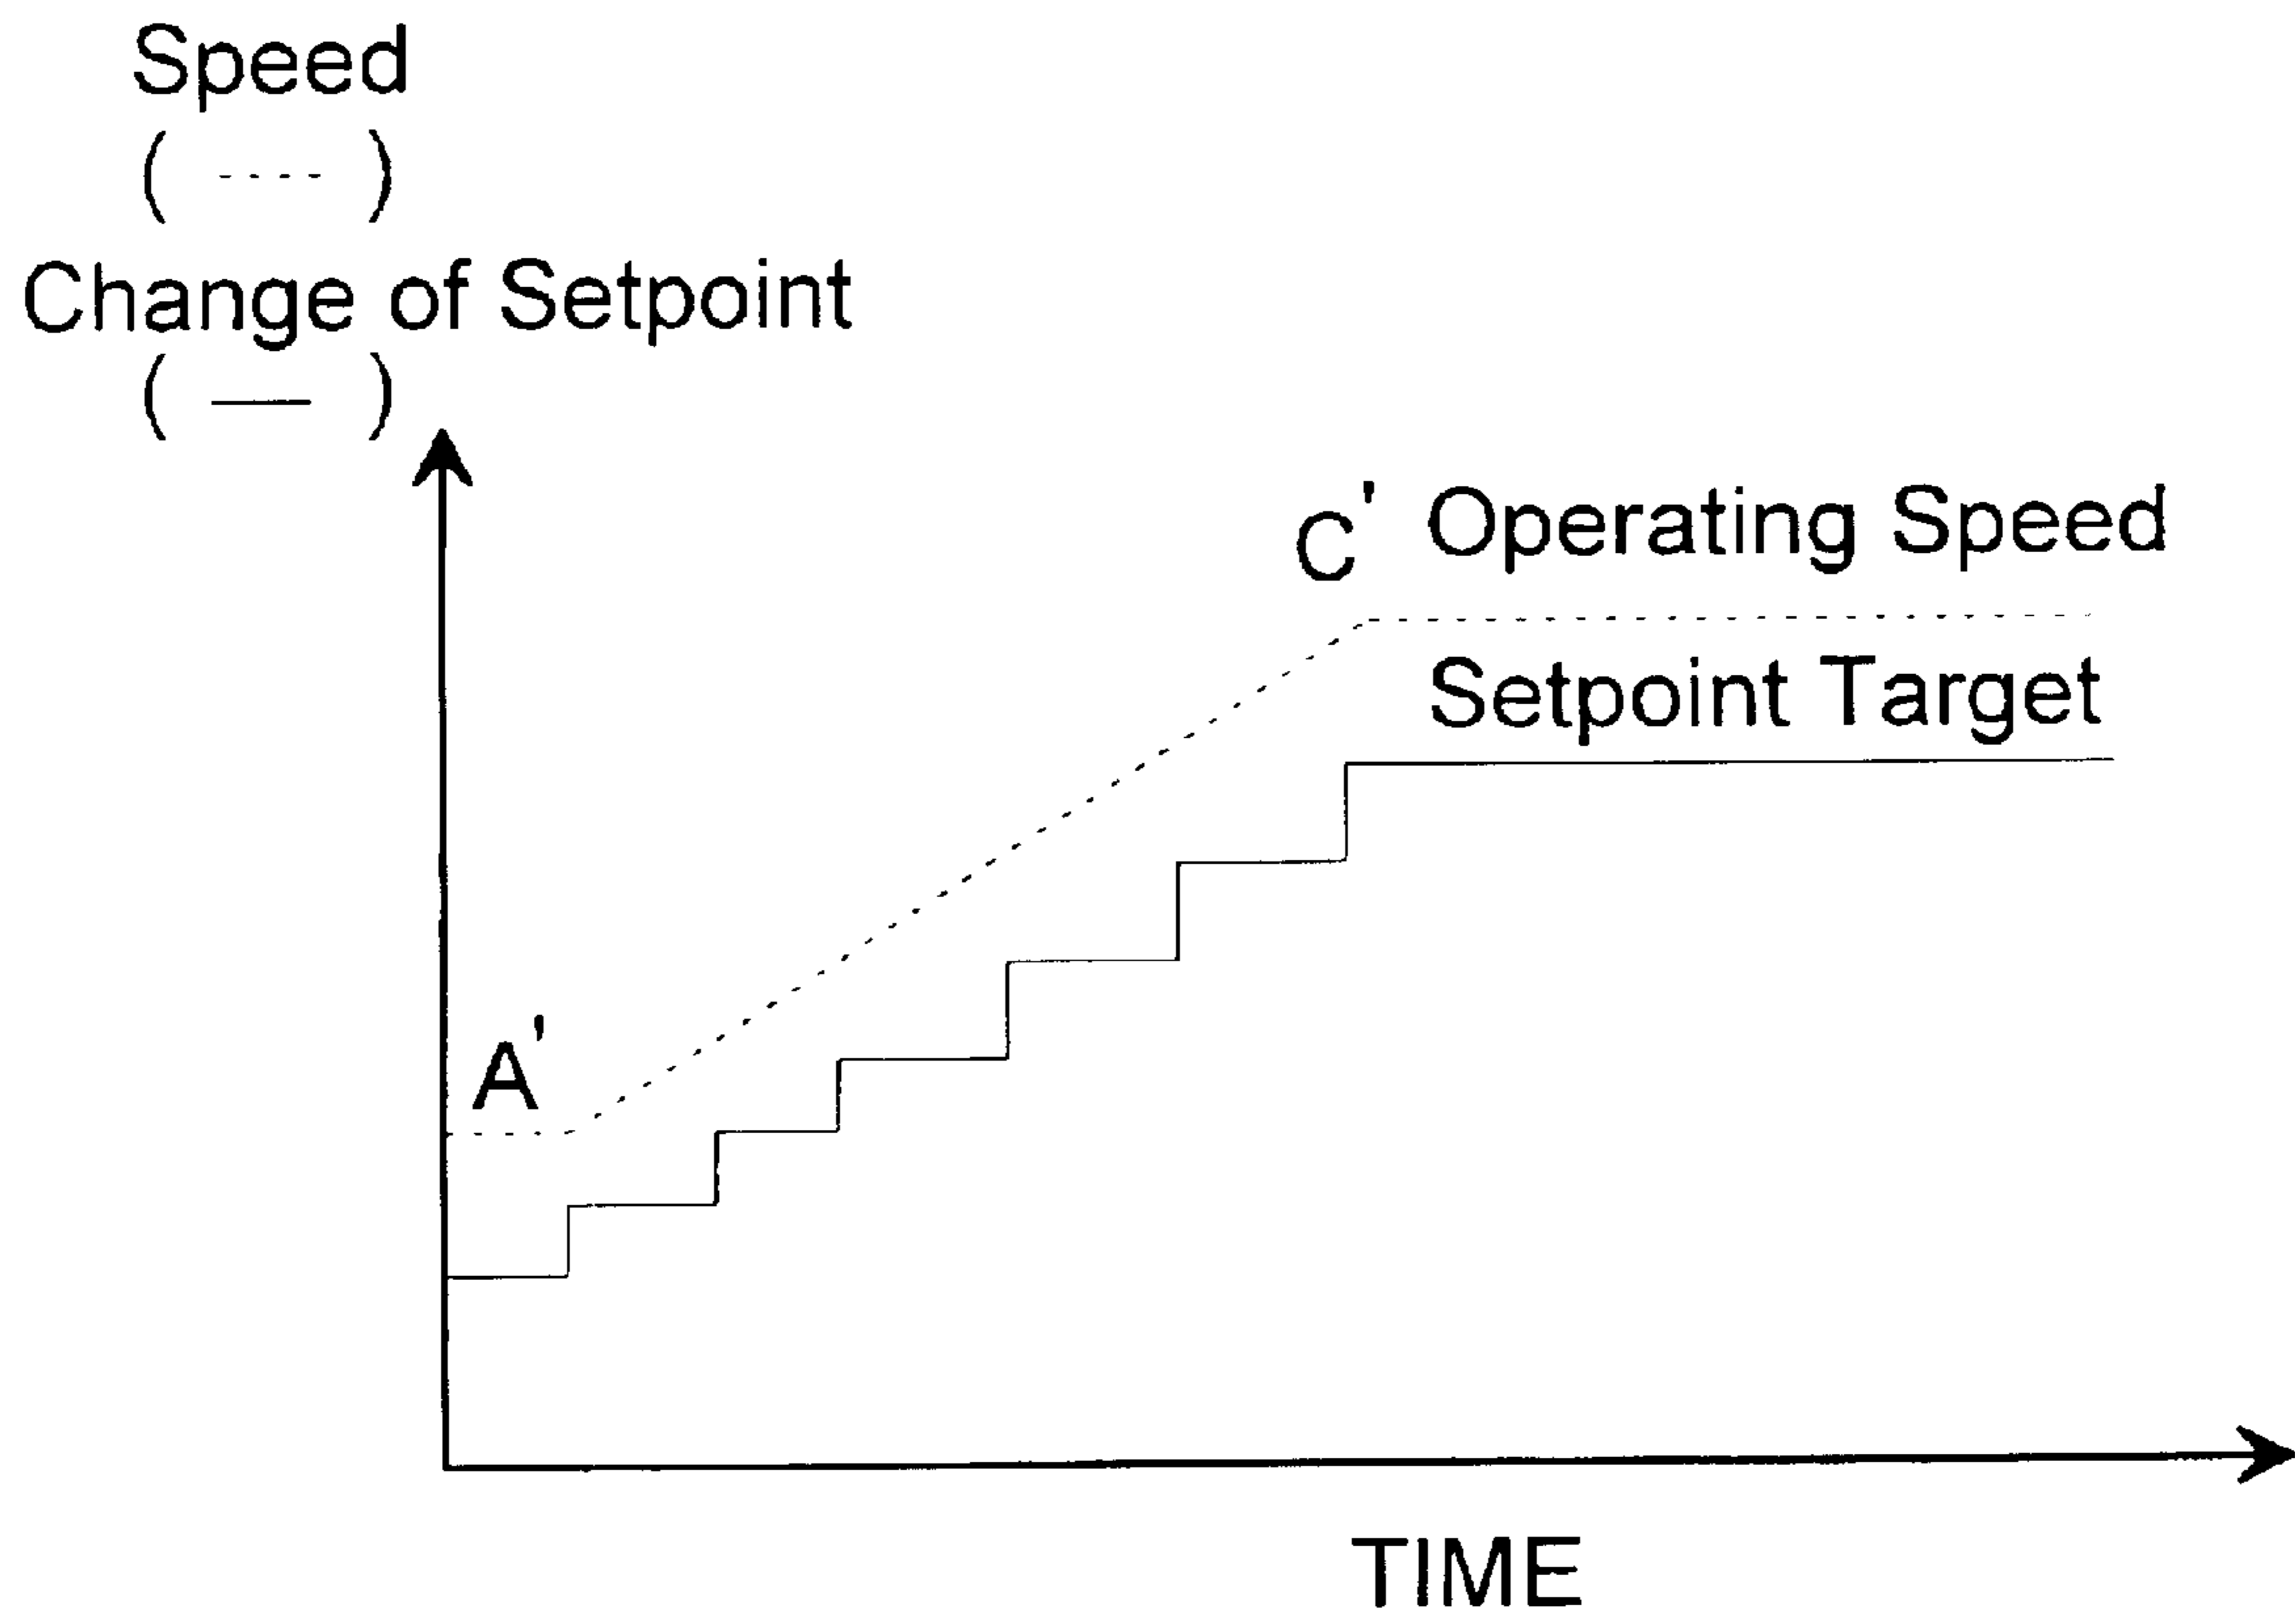 Speed
( ---- )
Change of Setpoint
( — )
C' Operating Speed
Setpoint Target
A'
TIME